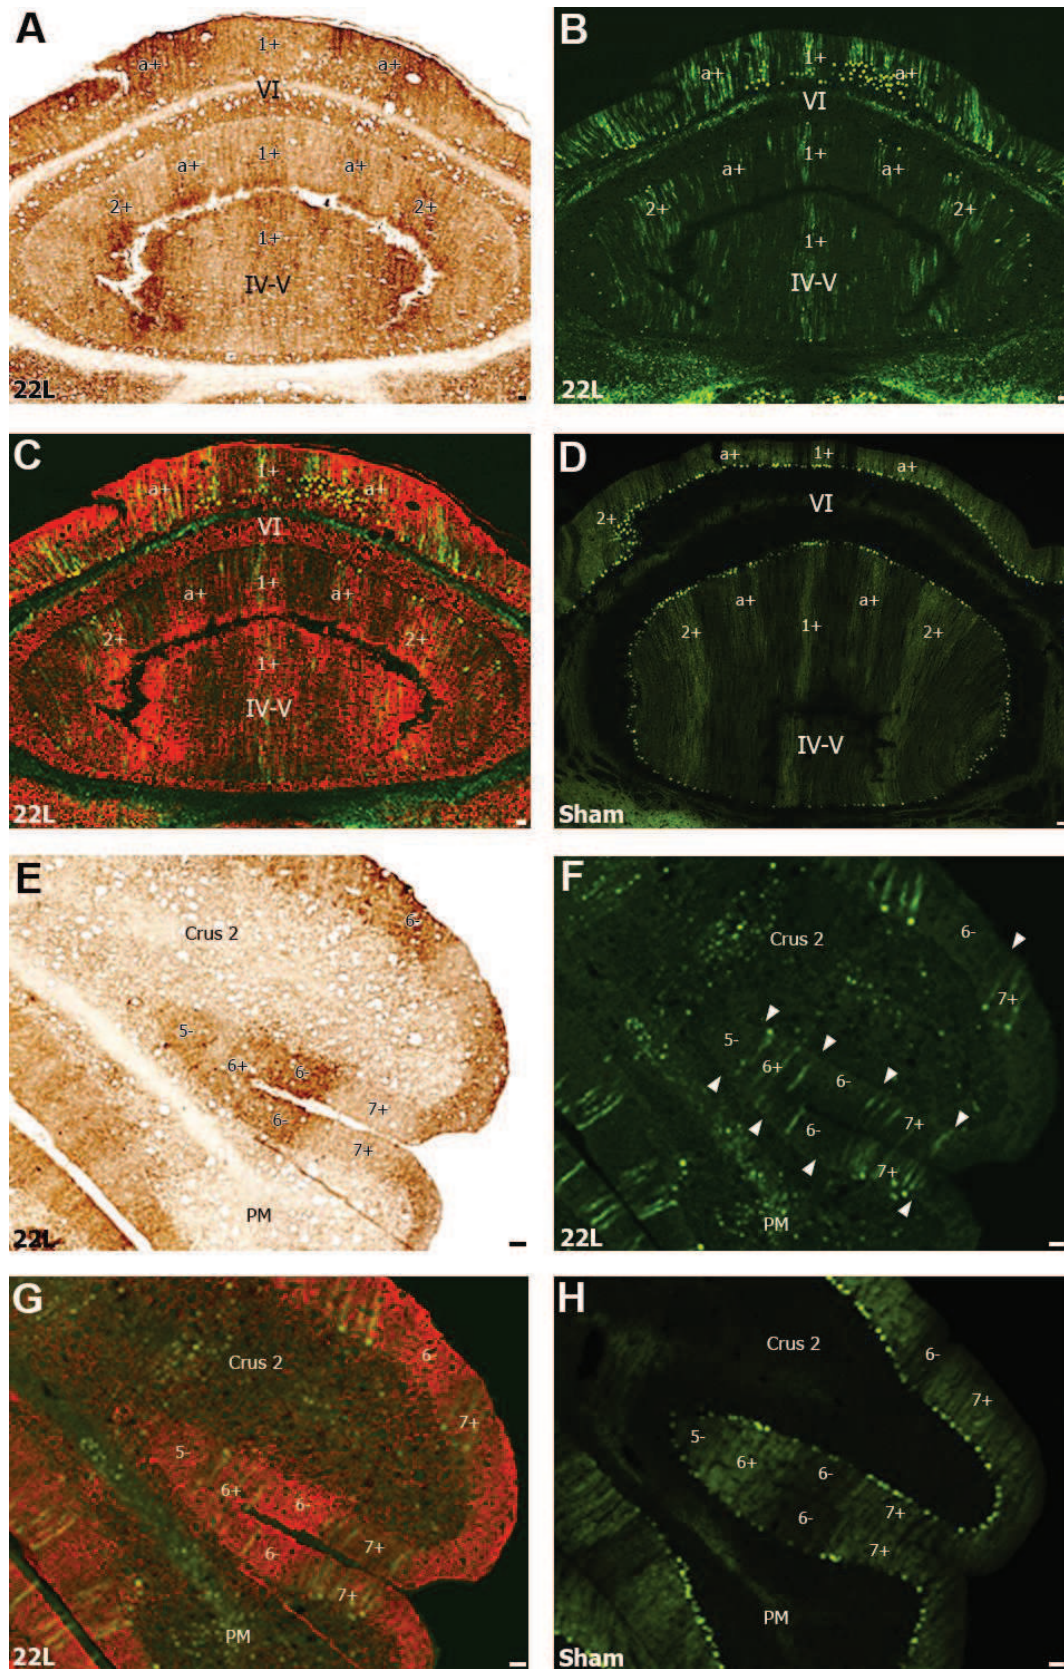 A
1+
a+
a+
VI
1+
a+
a+
2+
2+
1+
IV-V
22L
B
1+
a+
a+
VI
1+
a+
a+
2+
2+
1+
IV-V
22L
C
1+
a+
a+
VI
1+
a+
a+
2+
2+
1+
IV-V
22L
D
a+
1+
a+
2+
VI
a+
a+
2+
1+
2+
IV-V
Sham
E
6-
Crus 2
5-
6+
6-
7+
6-
7+
PM
22L
F
6-
Crus 2
7+
5-
6+
6-
7+
6-
7+
PM
22L
G
Crus 2
6-
7+
5-
6+
6-
7+
6-
7+
PM
22L
H
Crus 2
6-
7+
5-
6+
6-
7+
6-
7+
PM
Sham